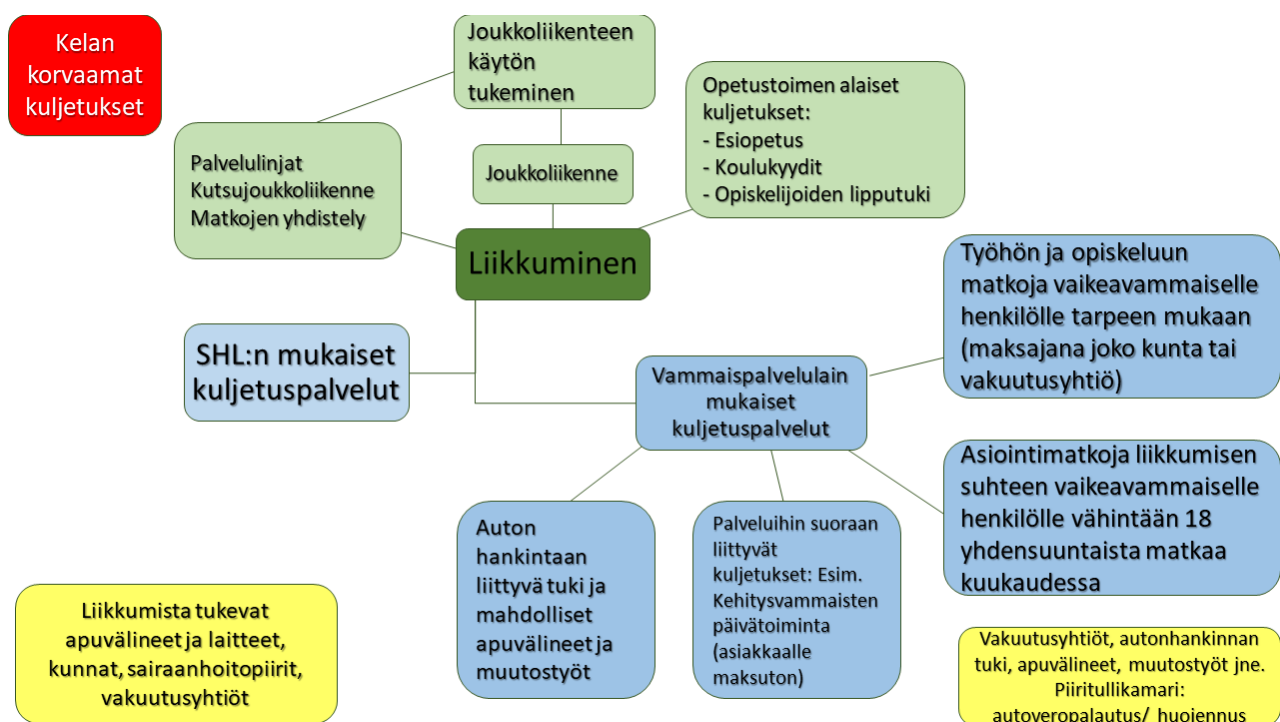 Kelan
korvaamat
kuljetukset
Joukkoliikenteen
käytön
tukeminen
Opetustoimen alaiset
kuljetukset:
- Esiopetus
- Koulukyydit
- Opiskelijoiden lipputuki
Palvelulinjat
Kutsujoukkoliikenne
Matkojen yhdistely
Joukkoliikenne
Liikkuminen
Työhön ja opiskeluun
matkoja vaikeavammaiselle
henkilölle tarpeen mukaan
(maksajana joko kunta tai
vakuutusyhtiö)
SHL:n mukaiset
kuljetuspalvelut
Vammaispalvelulain
mukaiset
kuljetuspalvelut
Asiointimatkoja liikkumisen
suhteen vaikeavammaiselle
henkilölle vähintään 18
yhdensuuntaista matkaa
kuukaudessa
Auton
hankintaan
liittyvä tuki ja
mahdolliset
apuvälineet ja
muutostyöt
Palveluihin suoraan
liittyvät
kuljetukset: Esim.
Kehitysvammaisten
päivätoiminta
(asiakkaalle
maksuton)
Liikkumista tukevat
apuvälineet ja laitteet,
kunnat, sairaanhoitopiirit,
vakuutusyhtiöt
Vakuutusyhtiöt, autonhankinnan
tuki, apuvälineet, muutostyöt jne.
Piiritullikamari:
autoveropalautus/ huojennus